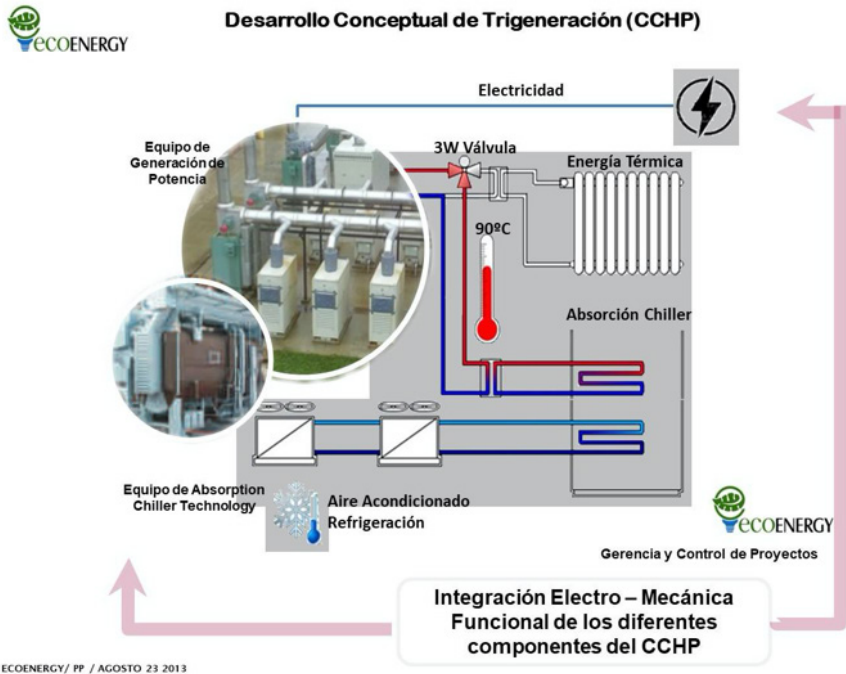 Desarrollo Conceptual de Trigeneración (CCHP)
ecoENERGY
Electricidad
Equipo de
Generación de
Potencia
3W Válvula
Energía Térmica
90ºC
Absorción Chiller
Equipo de Absorption
Chiller Technology
Aire Acondicionado
Refrigeración
ecoENERGY
Gerencia y Control de Proyectos
Integración Electro – Mecánica
Funcional de los diferentes
componentes del CCHP
ECOENERGY/ PP / AGOSTO 23 2013